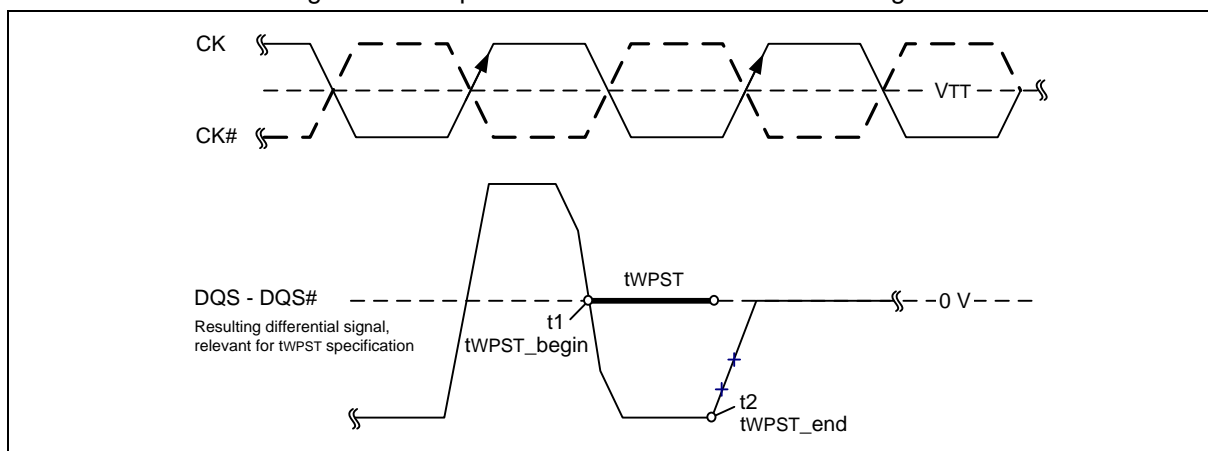 CK
VTT
CK#
tWPST
DQS - DQS#
0 V
Resulting differential signal,
relevant for tWPST specification
t1
tWPST_begin
t2
tWPST_end